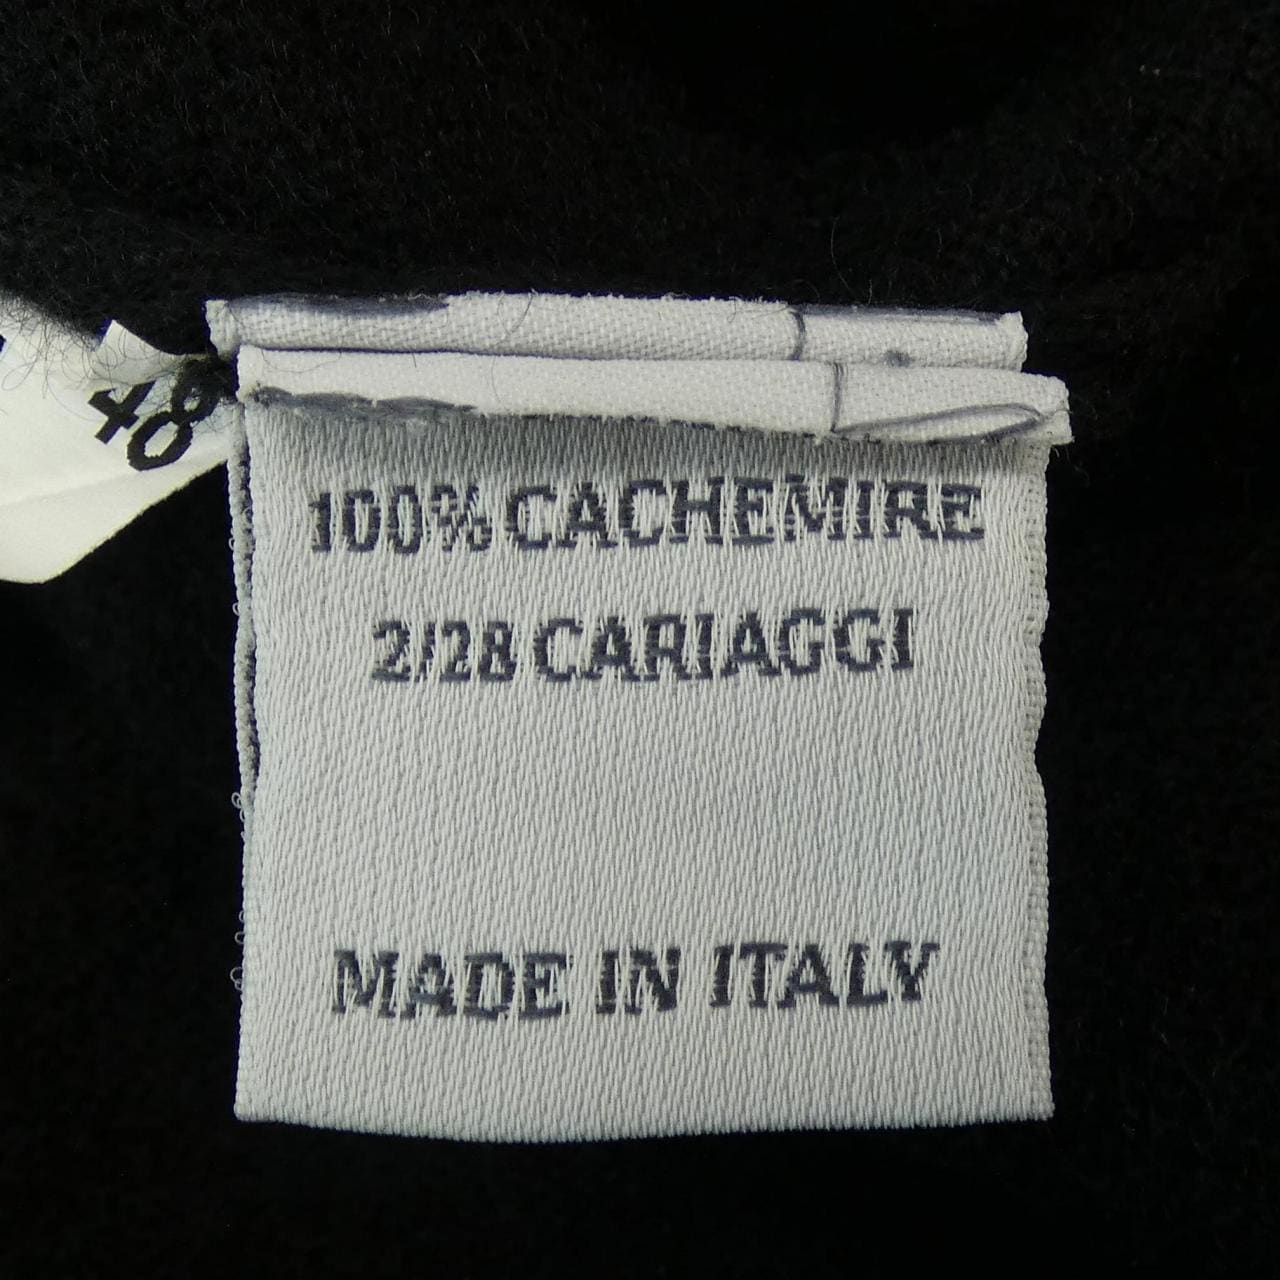 48
100% CACHEMIRE
2/28 CARIAGGI
MADE IN ITALY